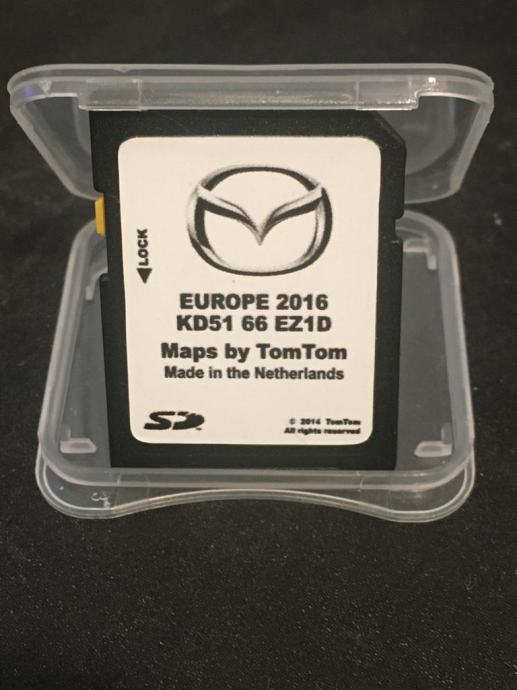 LOCK
EUROPE 2016
KD51 66 EZ1D
Maps by TomTom
Made in the Netherlands
SD
© 2014 TomTom
All rights reserved